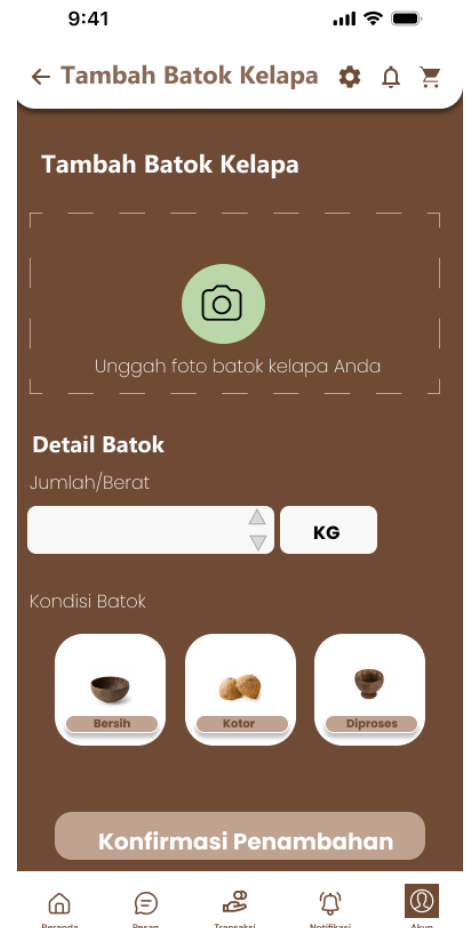 9:41
Tambah Batok Kelapa
Tambah Batok Kelapa
Unggah foto batok kelapa Anda
Detail Batok
Jumlah/Berat
KG
Kondisi Batok
Bersih Kotor Diproses
Konfirmasi Penambahan
Beranda Pesan Transaksi Notifikasi Akun